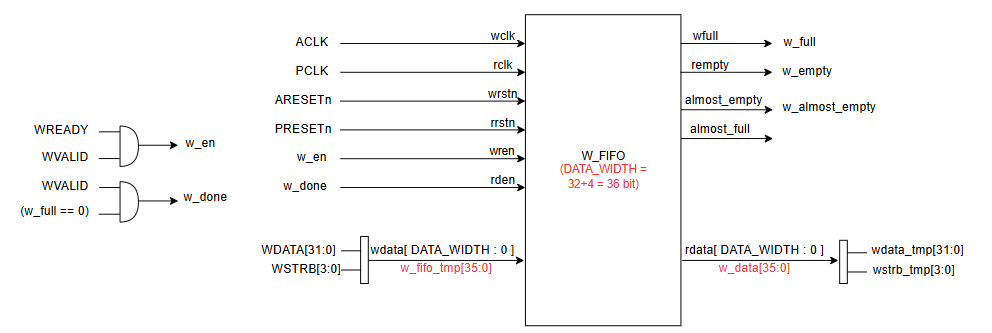 ACLK
wclk
PCLK
rclk
ARESETn
wrstn
PRESETn
rrstn
w_en
wren
w_done
rden
WDATA[31:0]
WSTRB[3:0]
wdata[ DATA_WIDTH : 0 ]
w_fifo_tmp[35:0]
WREADY
WVALID
w_en
WVALID
(w_full == 0)
w_done
W_FIFO
(DATA_WIDTH =
32+4 = 36 bit)
wfull
w_full
rempty
w_empty
almost_empty
w_almost_empty
almost_full
rdata[ DATA_WIDTH : 0 ]
w_data[35:0]
wdata_tmp[31:0]
wstrb_tmp[3:0]